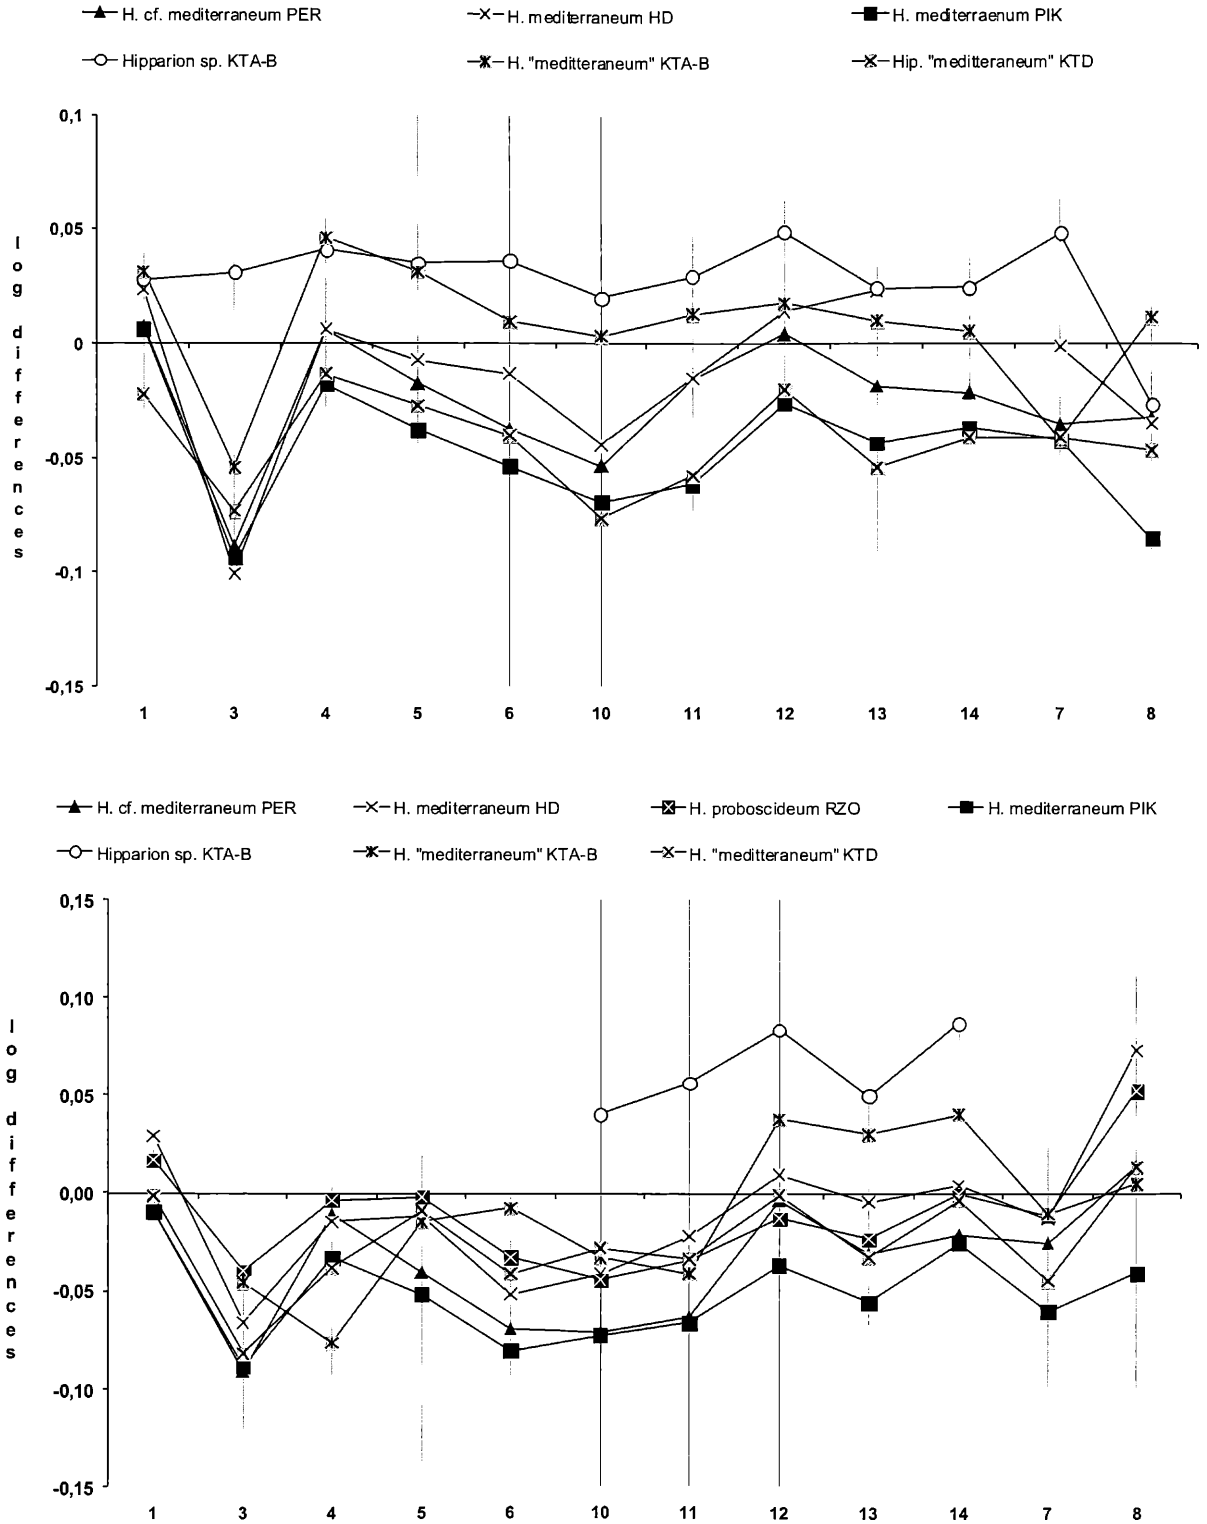 H. cf. mediterraneum PER H. mediterraneum HD H. mediterraenum PIK
Hipparion sp. KTA-B H. "meditteraneum" KTA-B Hip. "meditteraneum" KTD
0,1
0,05
0
-0,05
-0,1
-0,15
log differences
1 3 4 5 6 10 11 12 13 14 7 8
H. cf. mediterraneum PER H. mediterraneum HD H. proboscideum RZO H. mediterraneum PIK
Hipparion sp. KTA-B H. "mediterraneum" KTA-B H. "meditteraneum" KTD
0,15
0,10
0,05
0,00
-0,05
-0,10
-0,15
log differences
1 3 4 5 6 10 11 12 13 14 7 8